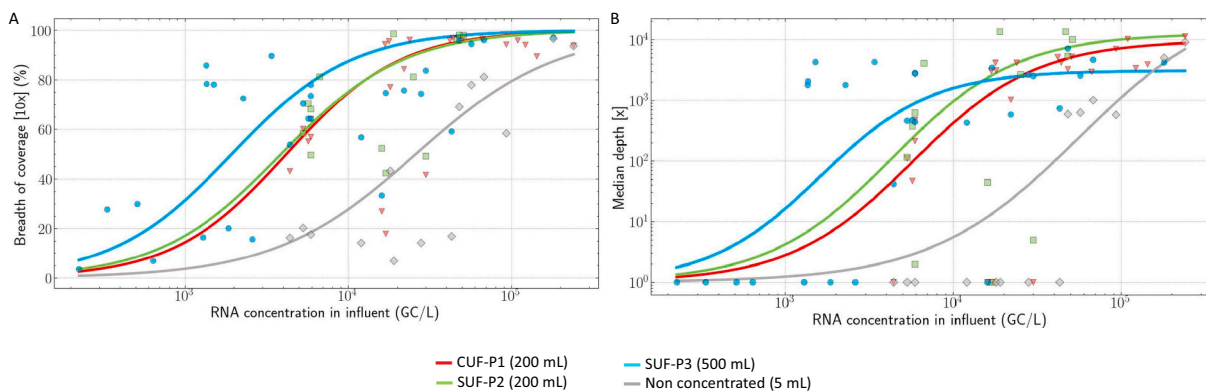 A
B
100
80
60
40
20
0
Breadth of coverage [10x] (%)
10³
10⁴
10⁵
RNA concentration in influent (GC/L)
10⁴
10³
10²
10¹
10⁰
Median depth [x]
10³
10⁴
10⁵
RNA concentration in influent (GC/L)
CUF-P1 (200 mL)
SUF-P3 (500 mL)
SUF-P2 (200 mL)
Non concentrated (5 mL)